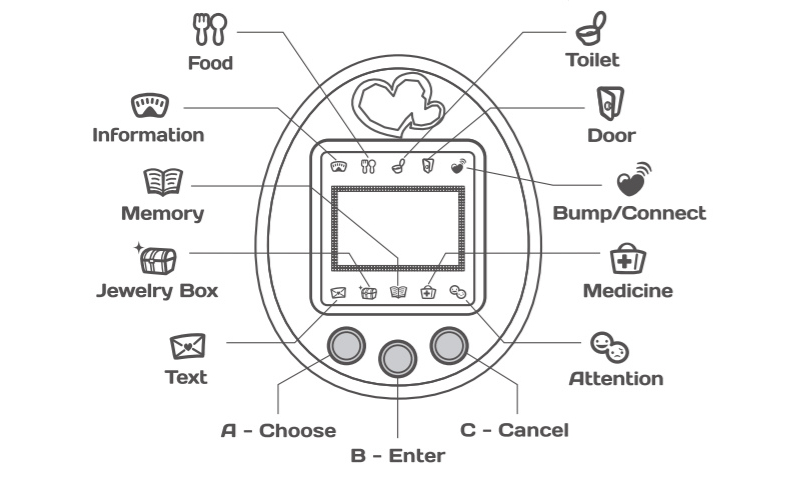 Food
Toilet
Information
Door
Memory
Bump/Connect
Jewelry Box
Medicine
Text
Attention
A - Choose
C - Cancel
B - Enter